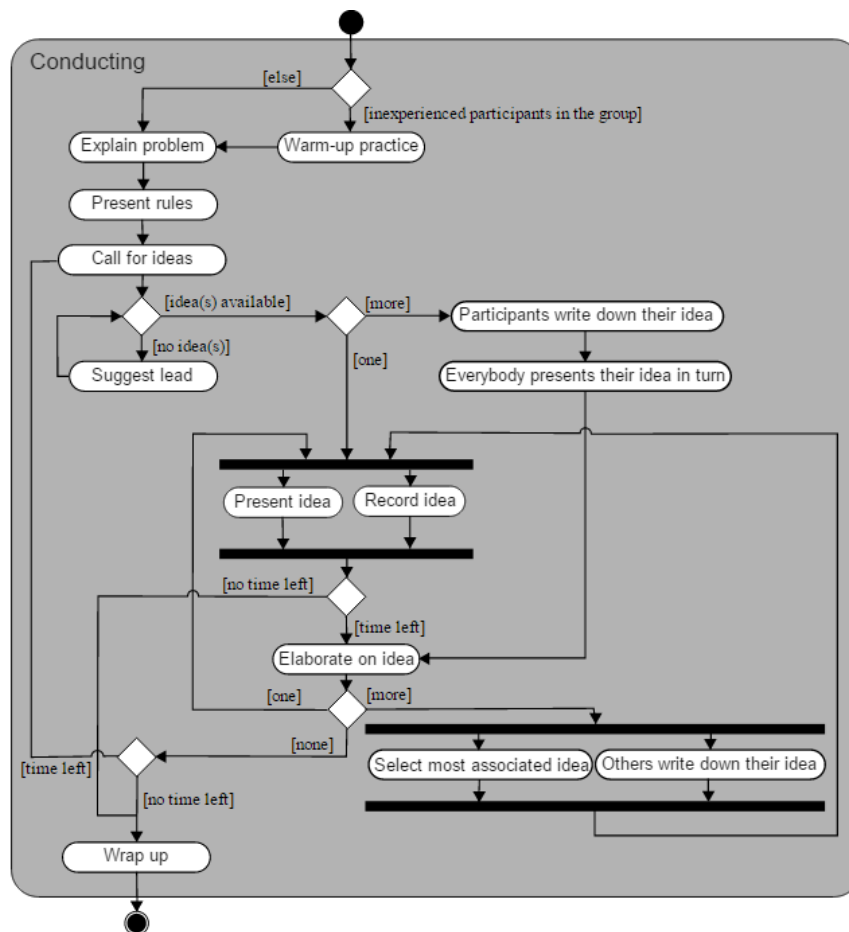 Conducting
[else]
[inexperienced participants in the group]
Explain problem
Warm-up practice
Present rules
Call for ideas
[idea(s) available]
[more]
Participants write down their idea
[no idea(s)]
[one]
Suggest lead
Everybody presents their idea in turn
Present idea
Record idea
[no time left]
[time left]
Elaborate on idea
[one]
[more]
[none]
[time left]
Select most associated idea
Others write down their idea
[no time left]
Wrap up